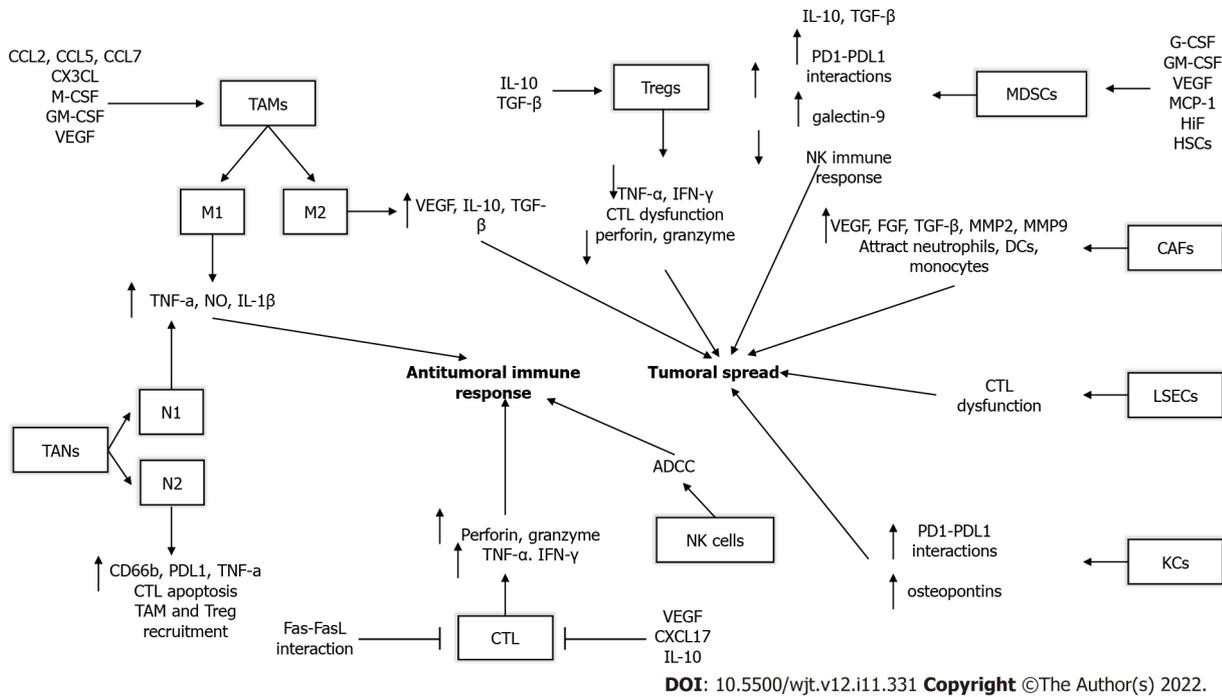 CCL2, CCL5, CCL7
CX3CL
M-CSF
GM-CSF
VEGF
TAMs
M1
M2
VEGF, IL-10, TGF-
β
TNF-a, NO, IL-1β
N1
TANs
N2
CD66b, PDL1, TNF-a
CTL apoptosis
TAM and Treg
recruitment
IL-10
TGF-β
Tregs
TNF-α, IFN-γ
CTL dysfunction
perforin, granzyme
IL-10, TGF-β
PD1-PDL1
interactions
galectin-9
NK immune
response
MDSCs
G-CSF
GM-CSF
VEGF
MCP-1
HiF
HSCs
VEGF, FGF, TGF-β, MMP2, MMP9
Attract neutrophils, DCs,
monocytes
CAFs
Antitumoral immune
response
Tumoral spread
CTL
dysfunction
LSECs
ADCC
NK cells
PD1-PDL1
interactions
osteopontins
KCs
Perforin, granzyme
TNF-α. IFN-γ
Fas-FasL
interaction
CTL
VEGF
CXCL17
IL-10
DOI: 10.5500/wjt.v12.i11.331 Copyright ©The Author(s) 2022.